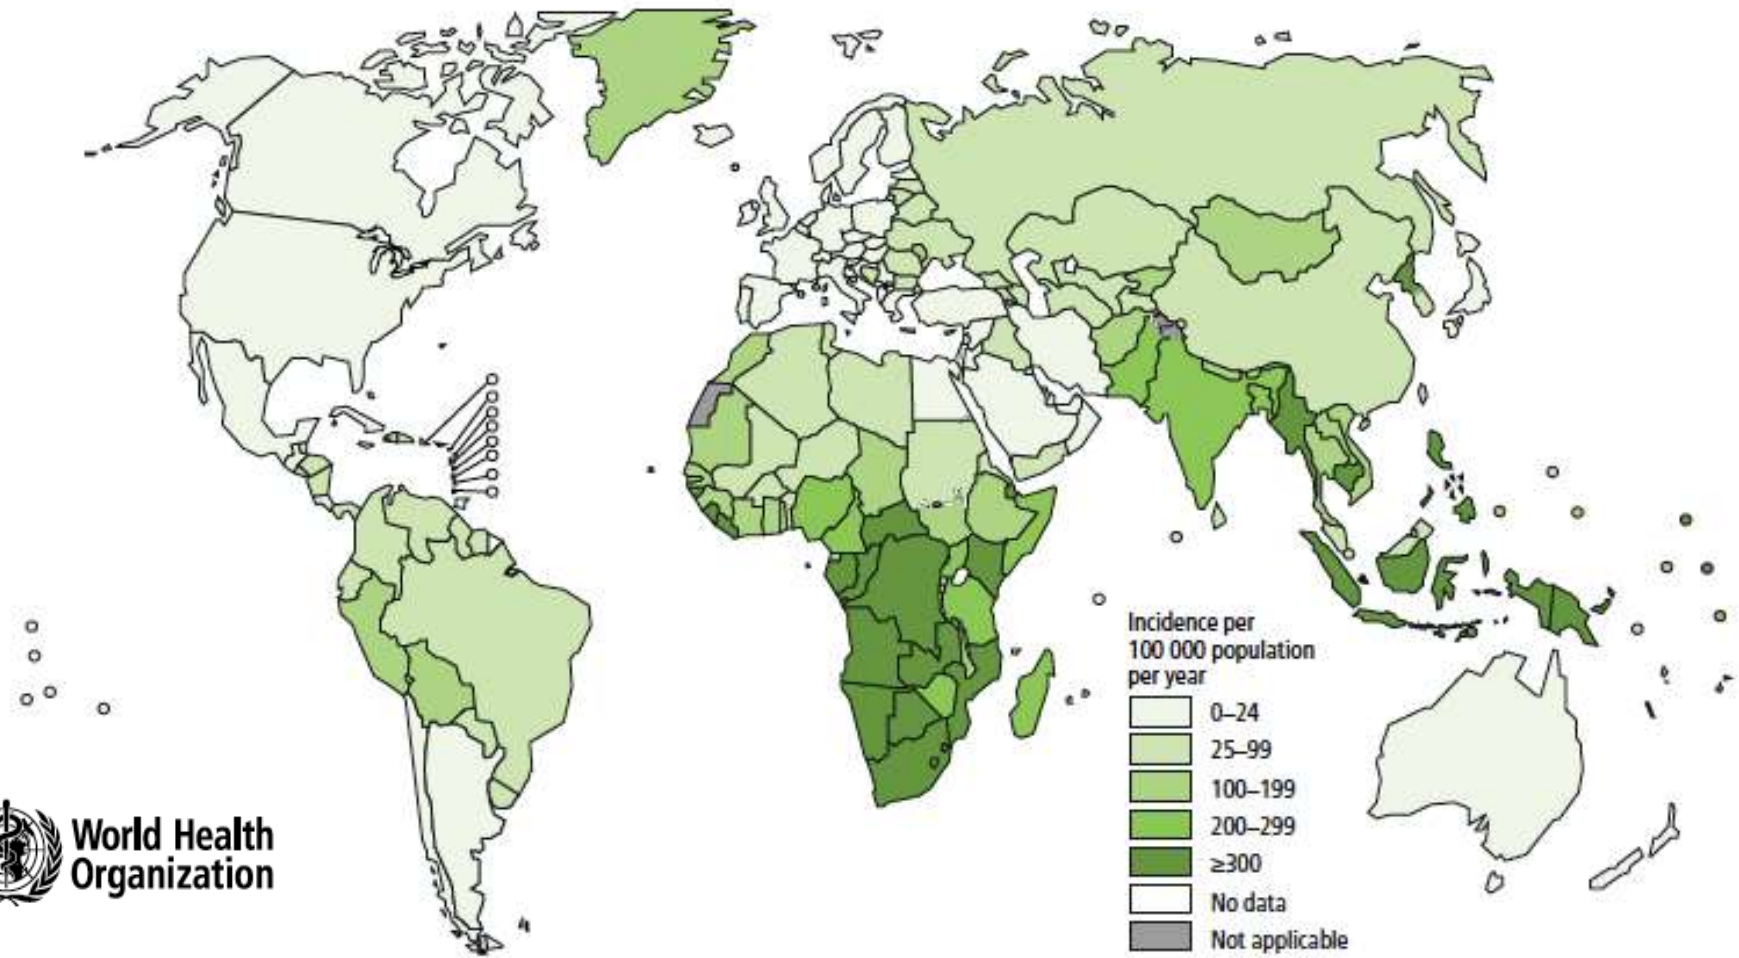 Incidence per
100 000 population
per year
0–24
25–99
100–199
200–299
≥300
No data
Not applicable
World Health
Organization